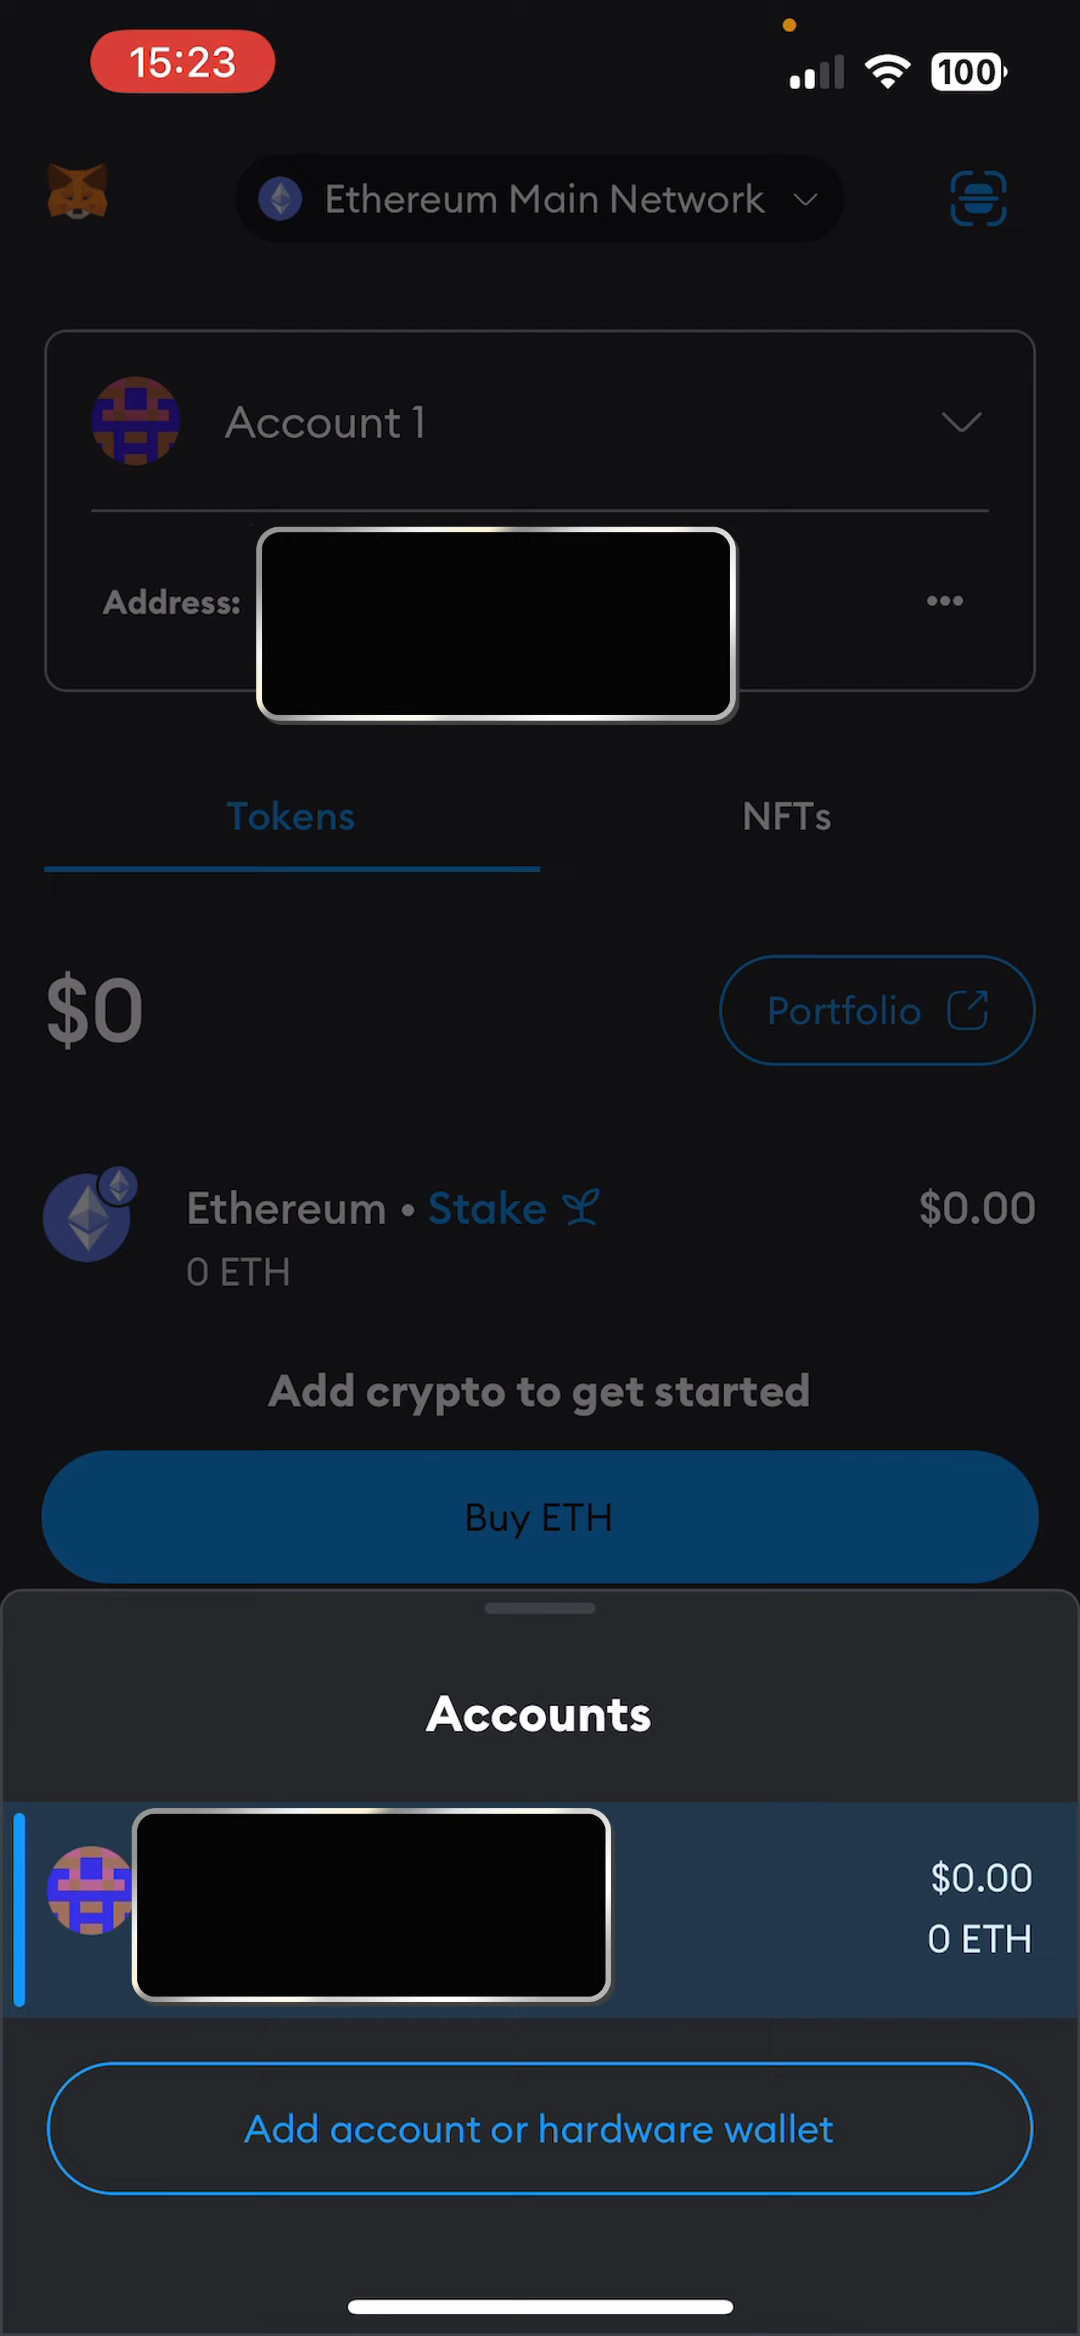 15:23
100
Ethereum Main Network
Account 1
Address:
Tokens
NFTs
$0
Portfolio
Ethereum • Stake
$0.00
0 ETH
Add crypto to get started
Buy ETH
Accounts
$0.00
0 ETH
Add account or hardware wallet